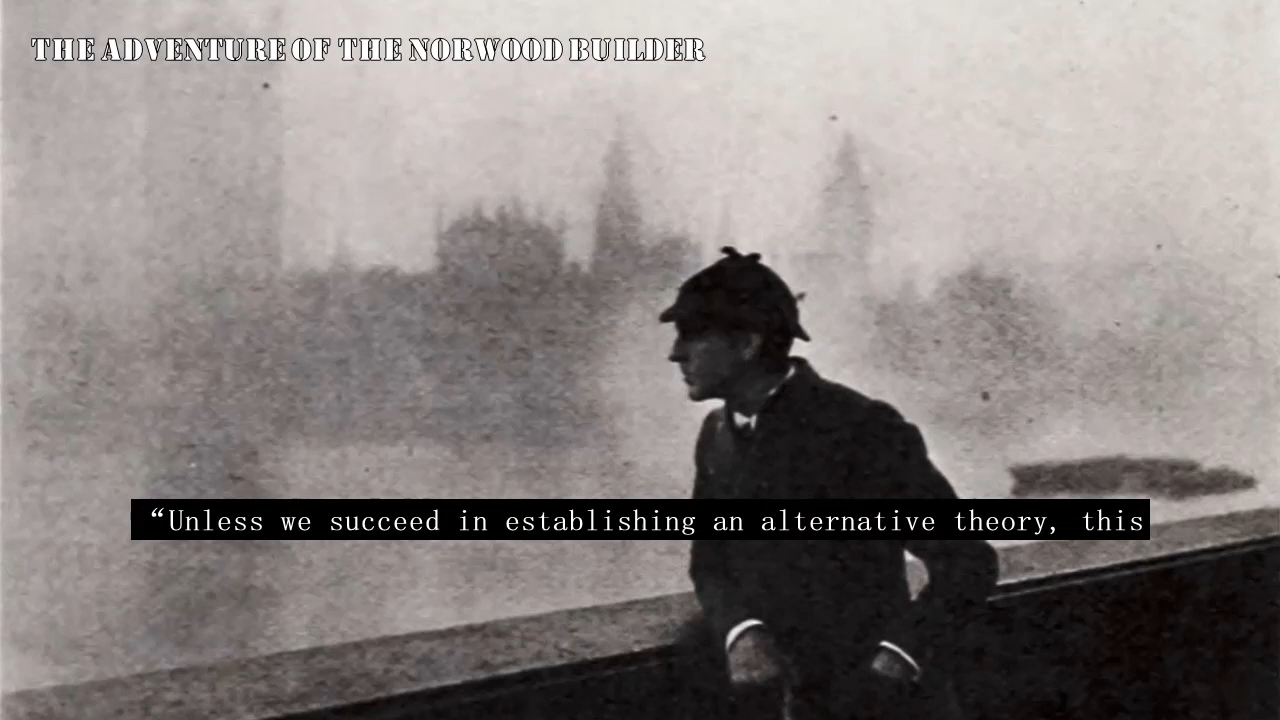 THE ADVENTURE OF THE NORWOOD BUILDER
“Unless we succeed in establishing an alternative theory, this